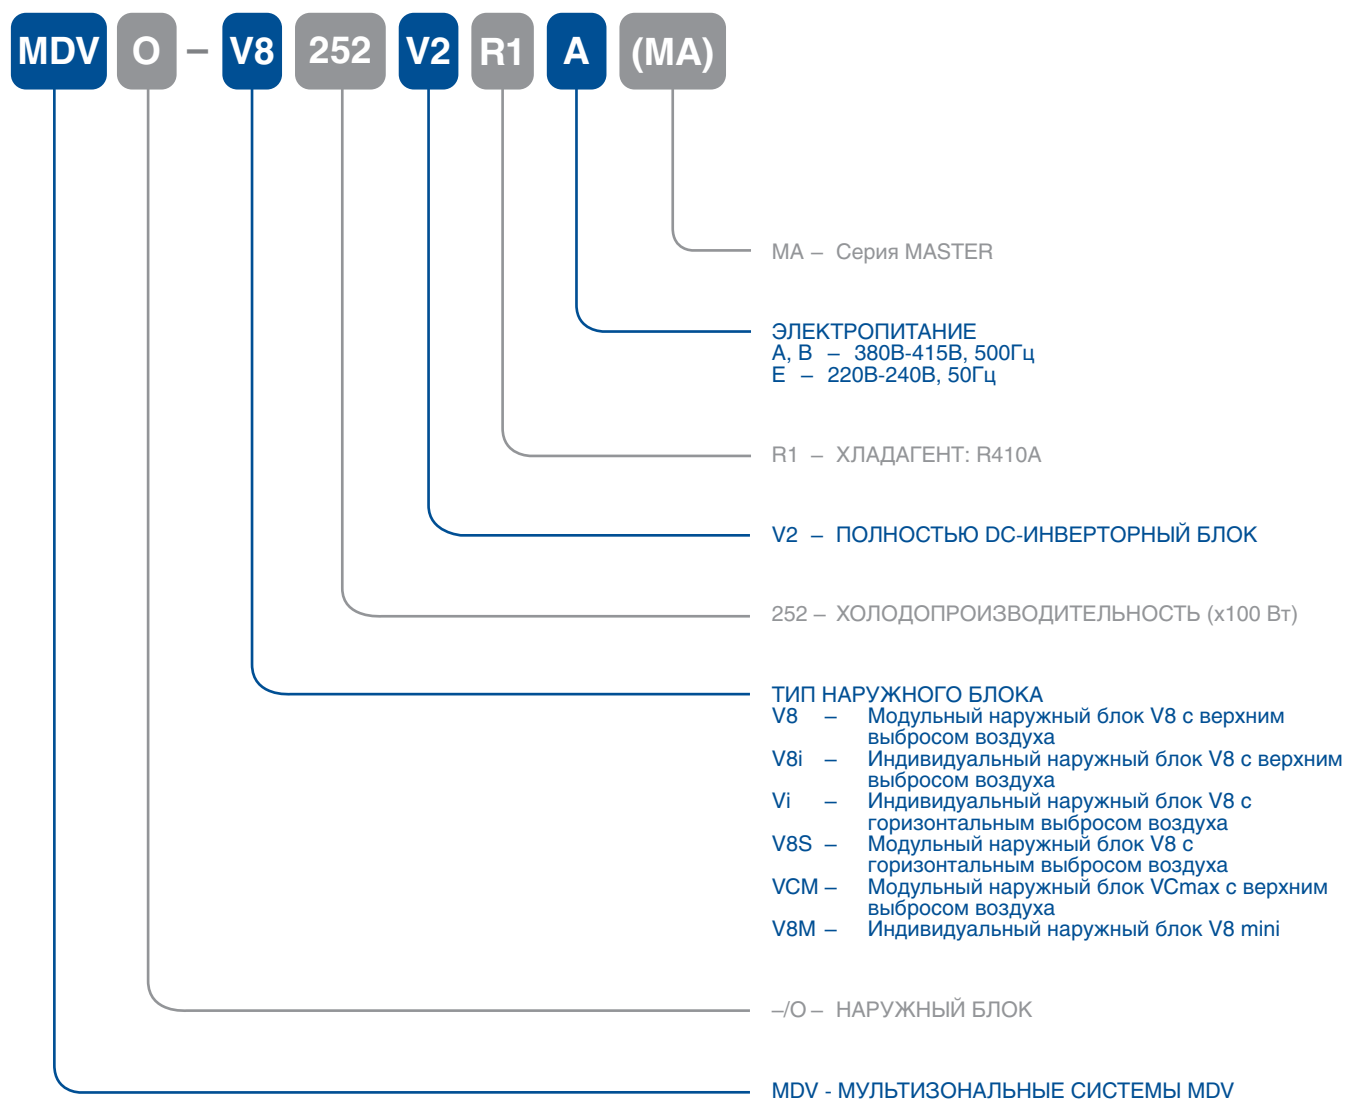 MDV O – V8 252 V2 R1 A (MA)
MA – Серия MASTER
ЭЛЕКТРОПИТАНИЕ
A, B – 380В-415В, 500Гц
E – 220В-240В, 50Гц
R1 – ХЛАДАГЕНТ: R410A
V2 – ПОЛНОСТЬЮ DC-ИНВЕРТОРНЫЙ БЛОК
252 – ХОЛОДОПРОИЗВОДИТЕЛЬНОСТЬ (x100 Вт)
ТИП НАРУЖНОГО БЛОКА
V8 – Модульный наружный блок V8 с верхним
выбросом воздуха
V8i – Индивидуальный наружный блок V8 с верхним
выбросом воздуха
Vi – Индивидуальный наружный блок V8 с
горизонтальным выбросом воздуха
V8S – Модульный наружный блок V8 с
горизонтальным выбросом воздуха
VCM – Модульный наружный блок VCmax с верхним
выбросом воздуха
V8M – Индивидуальный наружный блок V8 mini
–/O – НАРУЖНЫЙ БЛОК
MDV - МУЛЬТИЗОНАЛЬНЫЕ СИСТЕМЫ MDV